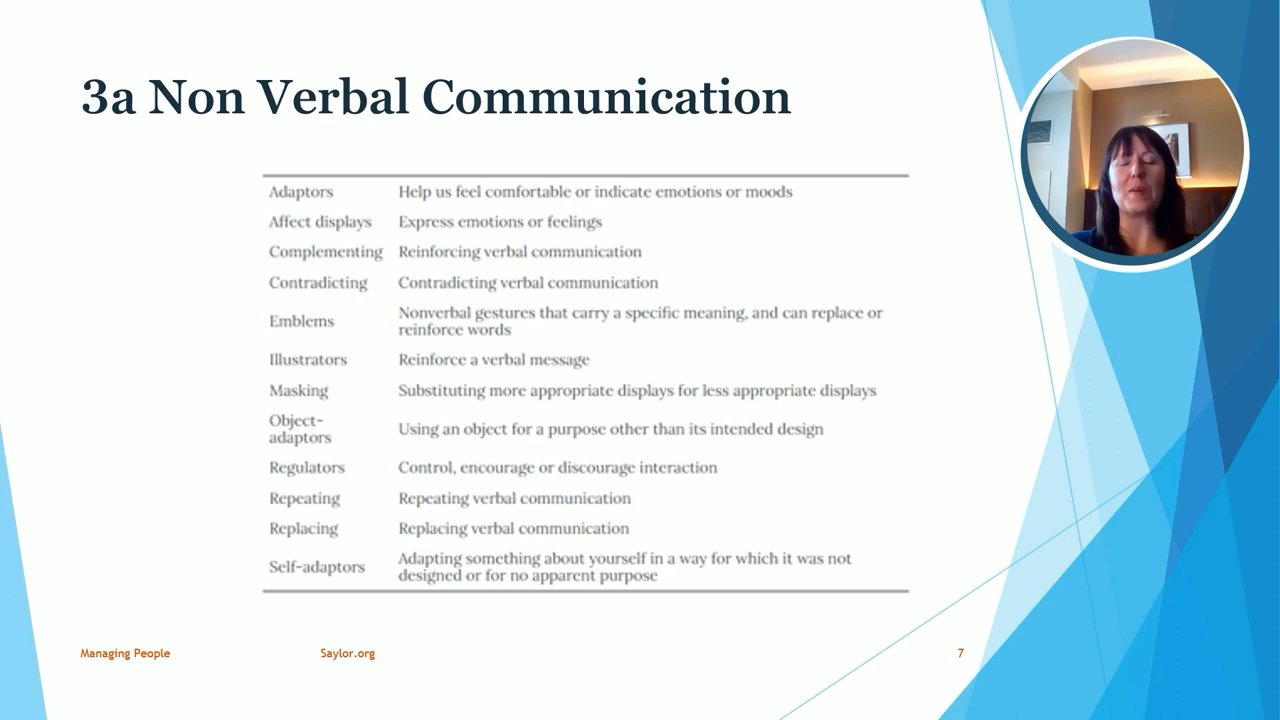 3a Non Verbal Communication
Adaptors Help us feel comfortable or indicate emotions or moods
Affect displays Express emotions or feelings
Complementing Reinforcing verbal communication
Contradicting Contradicting verbal communication
Emblems Nonverbal gestures that carry a specific meaning, and can replace or
reinforce words
Illustrators Reinforce a verbal message
Masking Substituting more appropriate displays for less appropriate displays
Object-
adaptors Using an object for a purpose other than its intended design
Regulators Control, encourage or discourage interaction
Repeating Repeating verbal communication
Replacing Replacing verbal communication
Self-adaptors Adapting something about yourself in a way for which it was not
designed or for no apparent purpose
Managing People Saylor.org 7